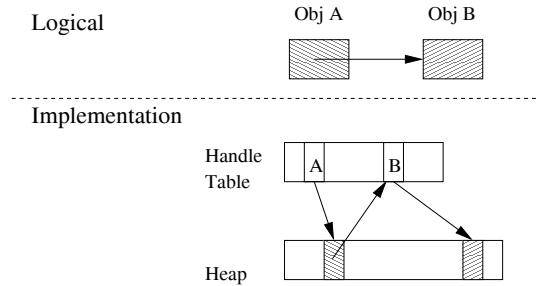 Logical
Obj A
Obj B
Implementation
Handle
Table
A
B
Heap